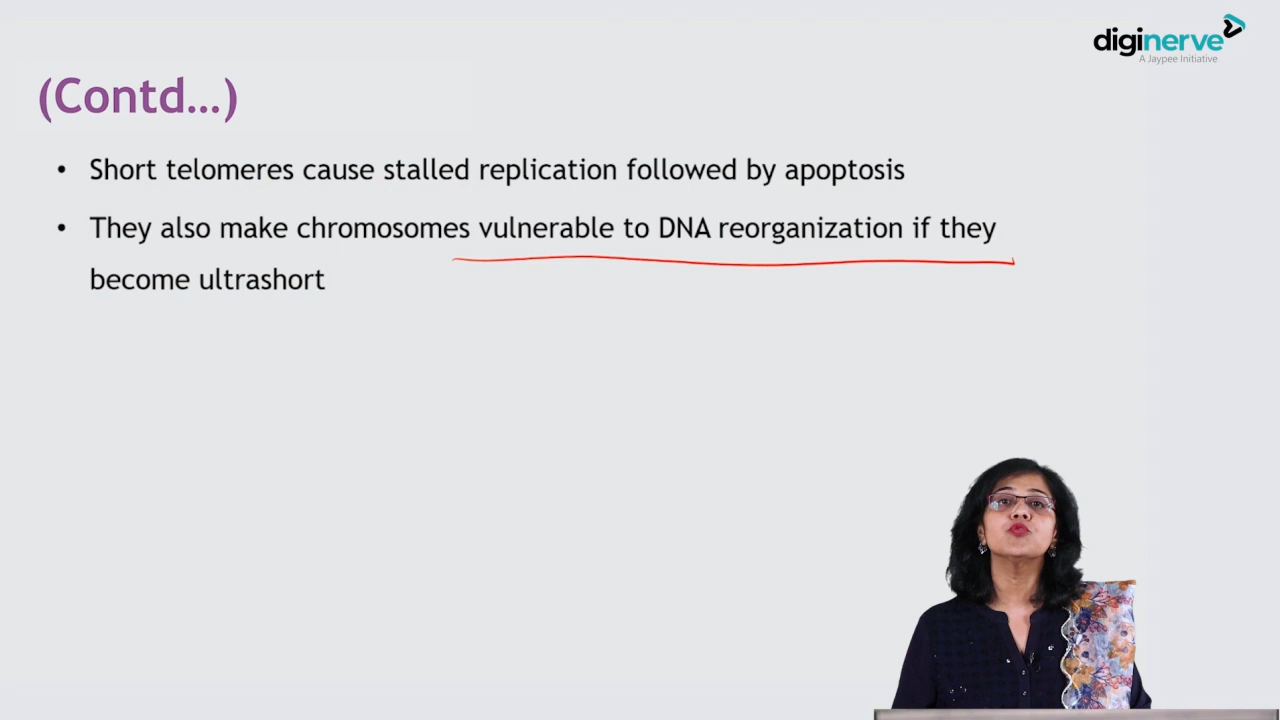 diginerve
A Jaypee Initiative
(Contd...)
• Short telomeres cause stalled replication followed by apoptosis
• They also make chromosomes vulnerable to DNA reorganization if they
become ultrashort